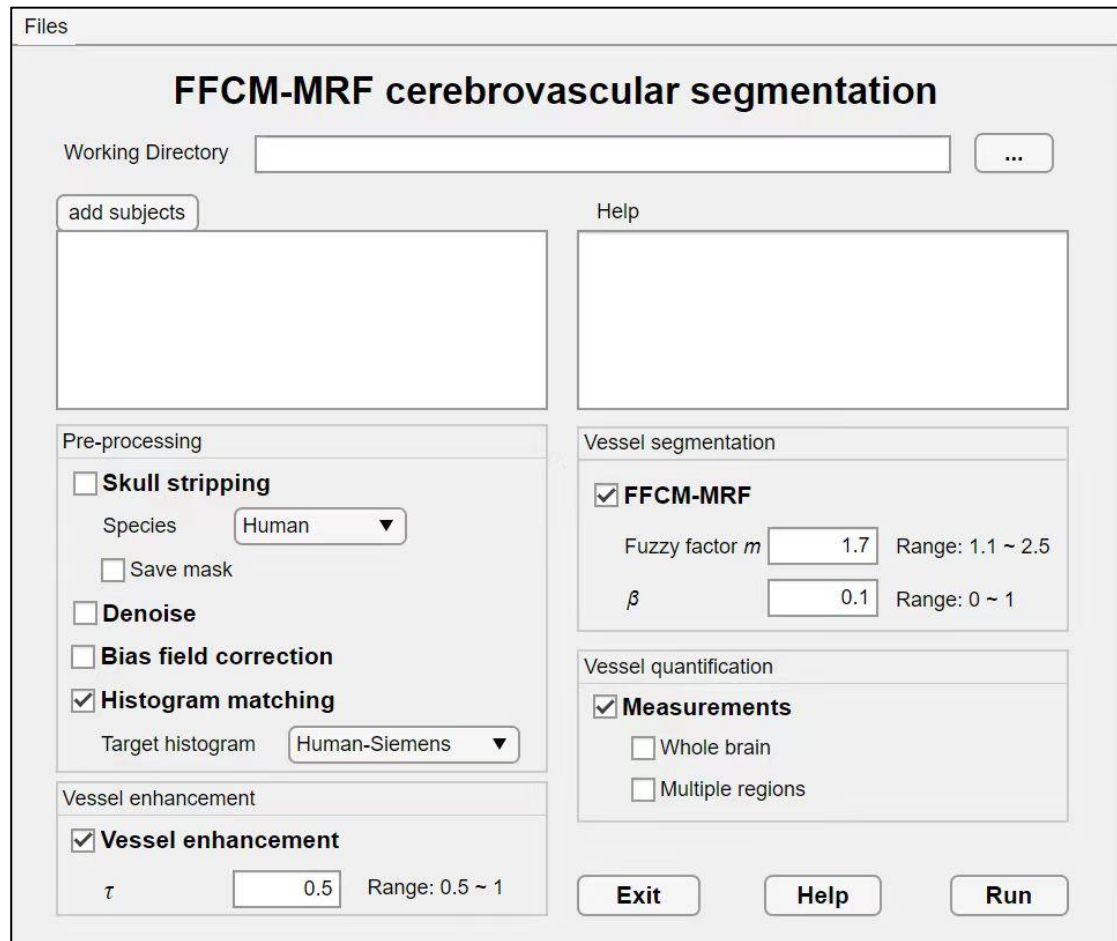 Files
FFCM-MRF cerebrovascular segmentation
Working Directory
...
add subjects
Help
Pre-processing
Skull stripping
Species Human
Save mask
Denoise
Bias field correction
Histogram matching
Target histogram Human-Siemens
Vessel enhancement
Vessel enhancement
τ 0.5 Range: 0.5 ~ 1
Vessel segmentation
FFCM-MRF
Fuzzy factor m 1.7 Range: 1.1 ~ 2.5
β 0.1 Range: 0 ~ 1
Vessel quantification
Measurements
Whole brain
Multiple regions
Exit Help Run